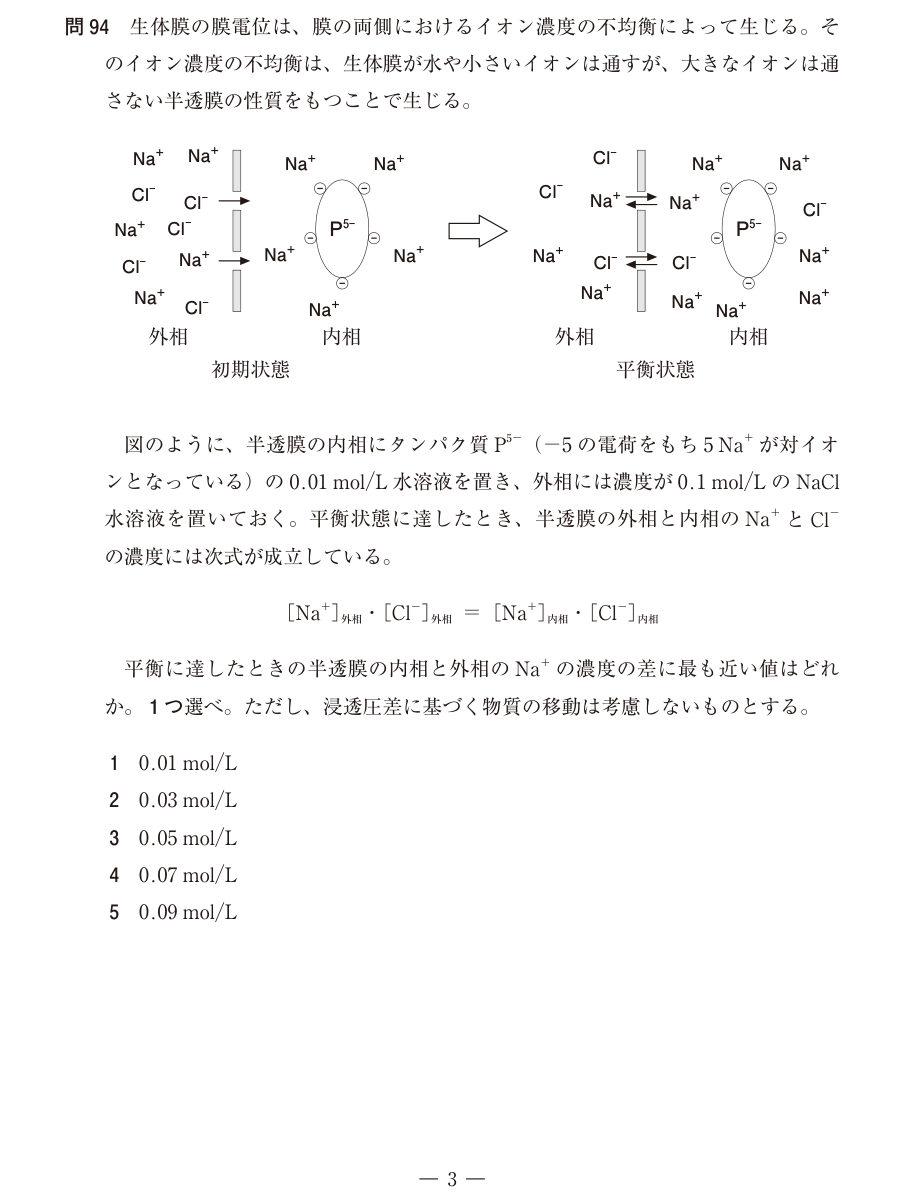 問 94 生体膜の膜電位は、膜の両側におけるイオン濃度の不均衡によって生じる。そ
のイオン濃度の不均衡は、生体膜が水や小さいイオンは通すが、大きなイオンは通
さない半透膜の性質をもつことで生じる。
Na⁺ Na⁺ Na⁺ Na⁺ Cl⁻ Na⁺ Na⁺
Cl⁻ Cl⁻ − − Cl⁻ Na⁺ Na⁺ − − Cl⁻
Na⁺ Cl⁻ − P⁵⁻ − − P⁵⁻ −
Cl⁻ Na⁺ Na⁺ Na⁺ Na⁺ Cl⁻ Cl⁻ Na⁺
Na⁺ Cl⁻ − Na⁺ Na⁺ Na⁺ − Na⁺ Na⁺
外相 内相 外相 内相
初期状態 平衡状態
図のように、半透膜の内相にタンパク質 P⁵⁻（−5 の電荷をもち 5 Na⁺ が対イオ
ンとなっている）の 0.01 mol/L 水溶液を置き、外相には濃度が 0.1 mol/L の NaCl
水溶液を置いておく。平衡状態に達したとき、半透膜の外相と内相の Na⁺ と Cl⁻
の濃度には次式が成立している。
[Na⁺]外相・[Cl⁻]外相 ＝ [Na⁺]内相・[Cl⁻]内相
平衡に達したときの半透膜の内相と外相の Na⁺ の濃度の差に最も近い値はどれ
か。1つ選べ。ただし、浸透圧差に基づく物質の移動は考慮しないものとする。
1 0.01 mol/L
2 0.03 mol/L
3 0.05 mol/L
4 0.07 mol/L
5 0.09 mol/L
— 3 —